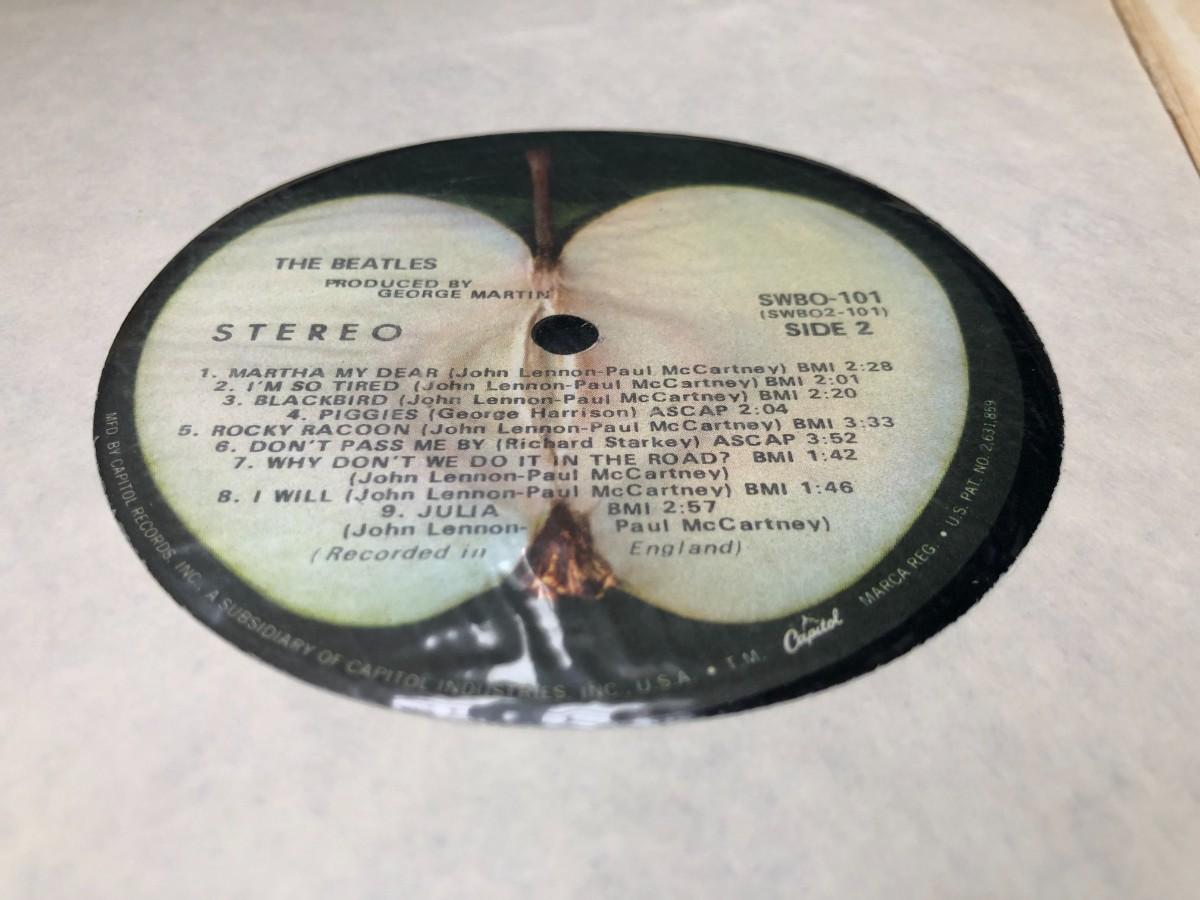 THE BEATLES
PRODUCED BY
GEORGE MARTIN
STEREO
SWBO-101
(SWBO2-101)
SIDE 2
1. MARTHA MY DEAR (John Lennon-Paul McCartney) BMI 2:28
2. I'M SO TIRED (John Lennon-Paul McCartney) BMI 2:01
3. BLACKBIRD (John Lennon-Paul McCartney) BMI 2:20
4. PIGGIES (George Harrison) ASCAP 2:04
5. ROCKY RACOON (John Lennon-Paul McCartney) BMI 3:33
6. DON'T PASS ME BY (Richard Starkey) ASCAP 3:52
7. WHY DON'T WE DO IT IN THE ROAD? BMI 1:42
(John Lennon-Paul McCartney)
8. I WILL (John Lennon-Paul McCartney) BMI 1:46
9. JULIA BMI 2:57
(John Lennon-Paul McCartney)
(Recorded in England)
MFD. BY CAPITOL RECORDS, INC. A SUBSIDIARY OF CAPITOL INDUSTRIES, INC., U.S.A. • T.M. Capitol MARCA REG. • U.S. PAT. NO. 2,631,859